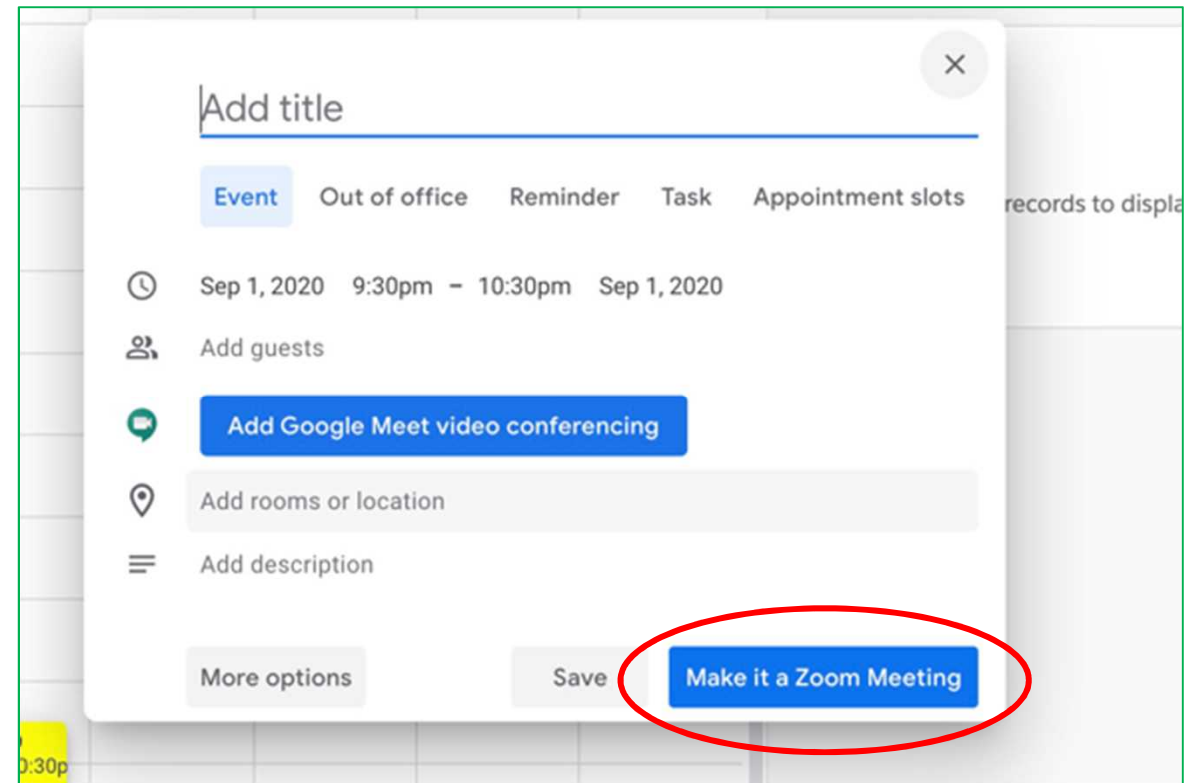 Add title
Event Out of office Reminder Task Appointment slots
records to displa
Sep 1, 2020 9:30pm – 10:30pm Sep 1, 2020
Add guests
Add Google Meet video conferencing
Add rooms or location
Add description
More options Save Make it a Zoom Meeting
0:30p